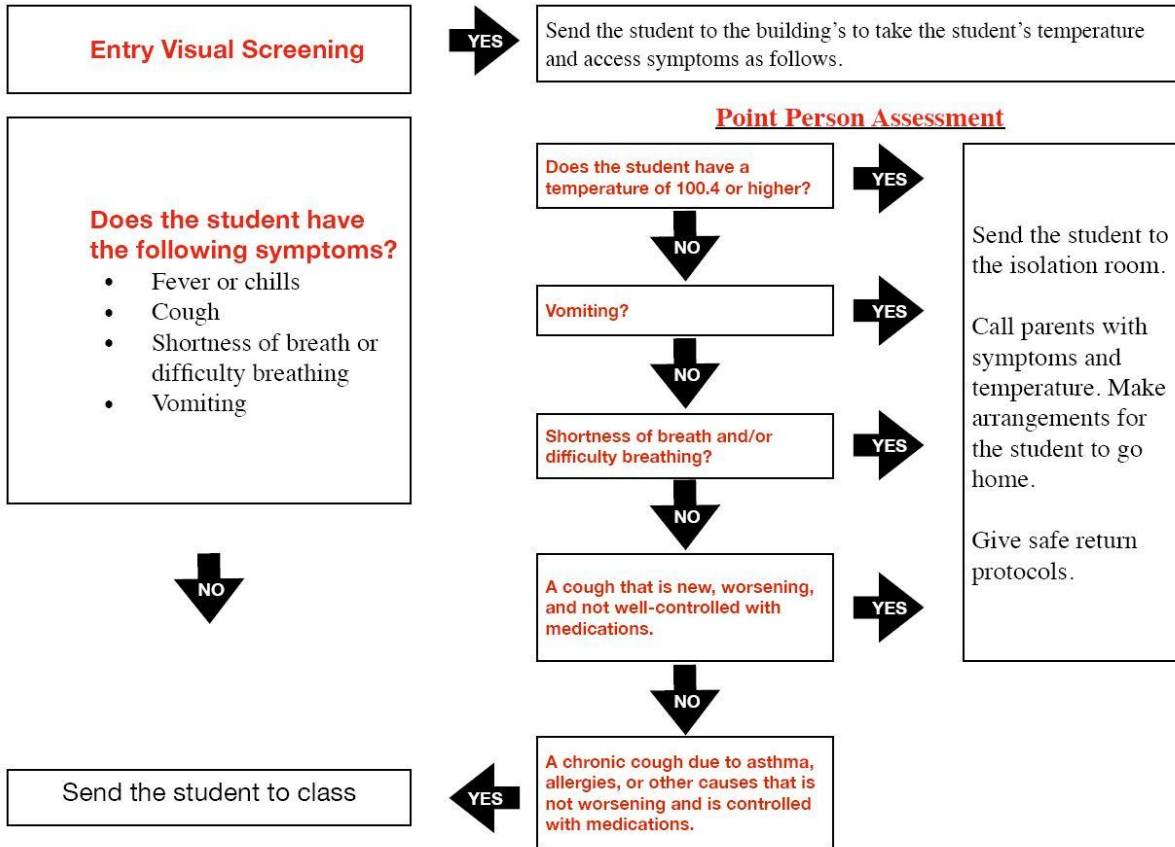 Entry Visual Screening
YES
Send the student to the building's to take the student's temperature
and access symptoms as follows.
Does the student have
the following symptoms?
• Fever or chills
• Cough
• Shortness of breath or
difficulty breathing
• Vomiting
NO
Point Person Assessment
Does the student have a
temperature of 100.4 or higher?
YES
NO
Vomiting?
YES
NO
Shortness of breath and/or
difficulty breathing?
YES
NO
A cough that is new, worsening,
and not well-controlled with
medications.
YES
NO
Send the student to
the isolation room.
Call parents with
symptoms and
temperature. Make
arrangements for
the student to go
home.
Give safe return
protocols.
A chronic cough due to asthma,
allergies, or other causes that is
not worsening and is controlled
with medications.
YES
Send the student to class